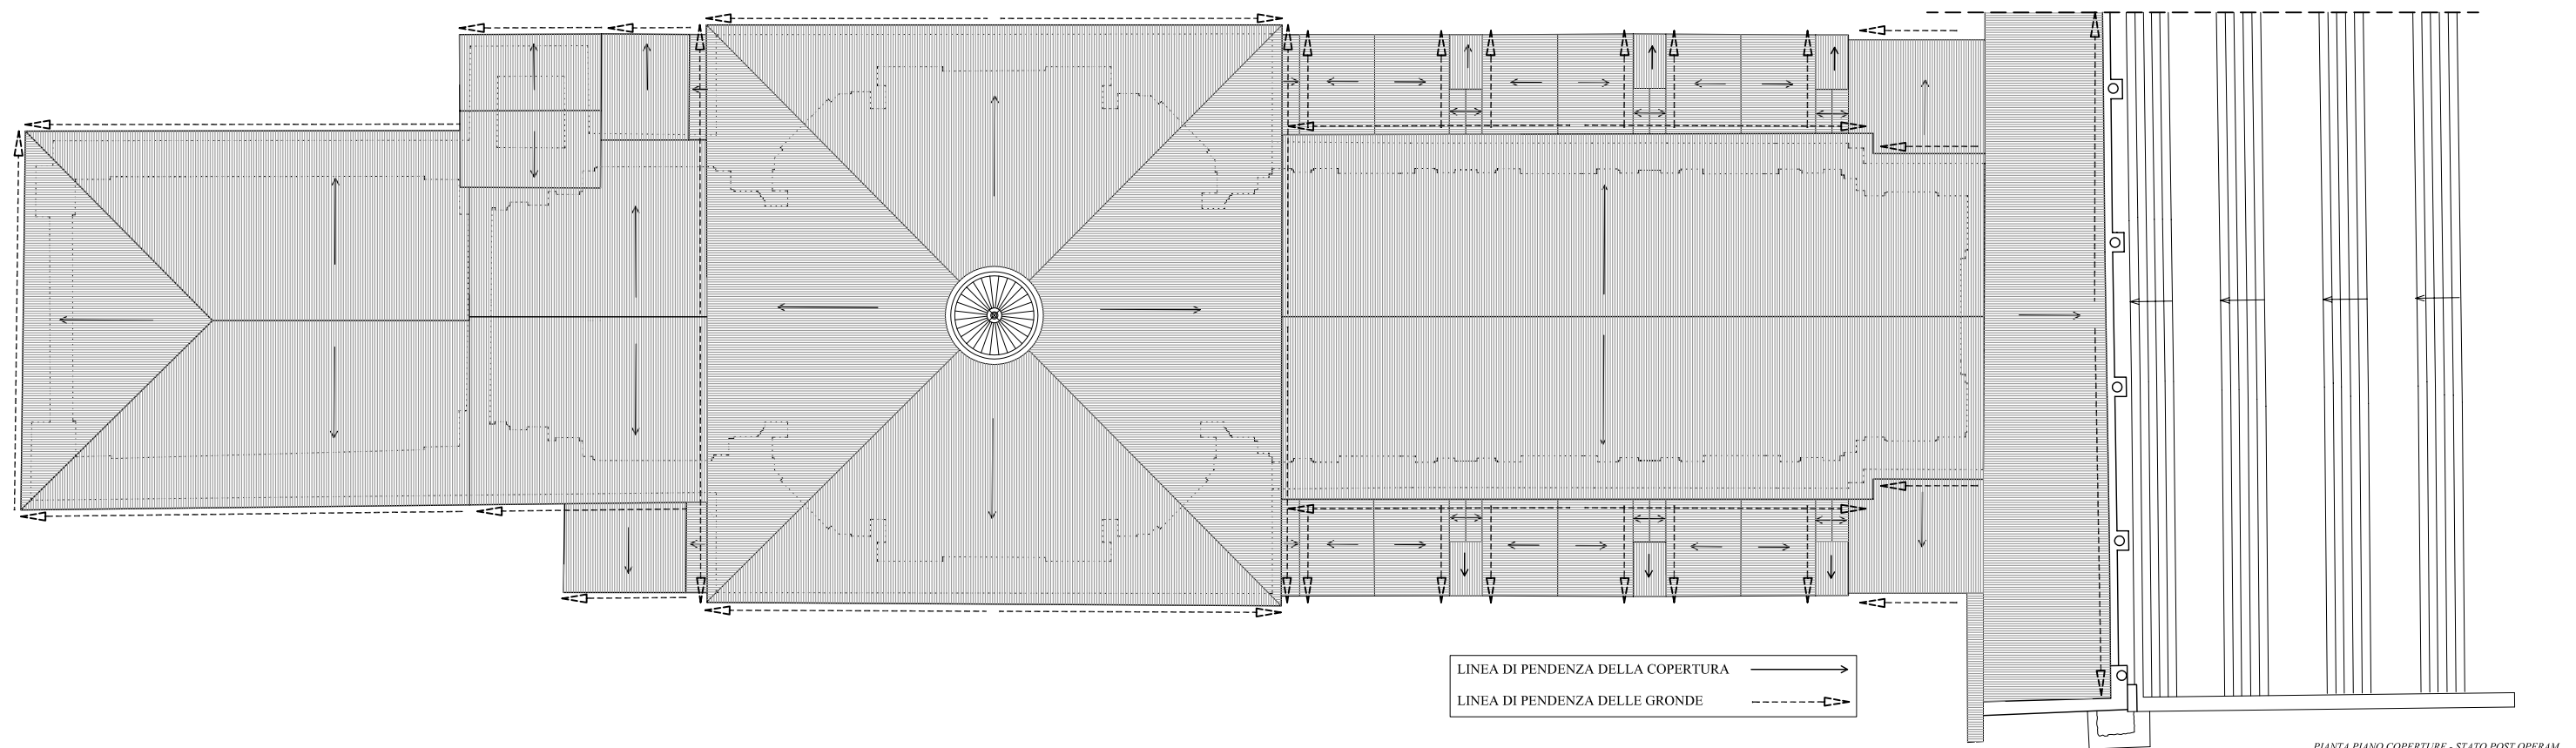 LINEA DI PENDENZA DELLA COPERTURA
LINEA DI PENDENZA DELLE GRONDE
PIANTA PIANO COPERTURE - STATO POST OPERAM